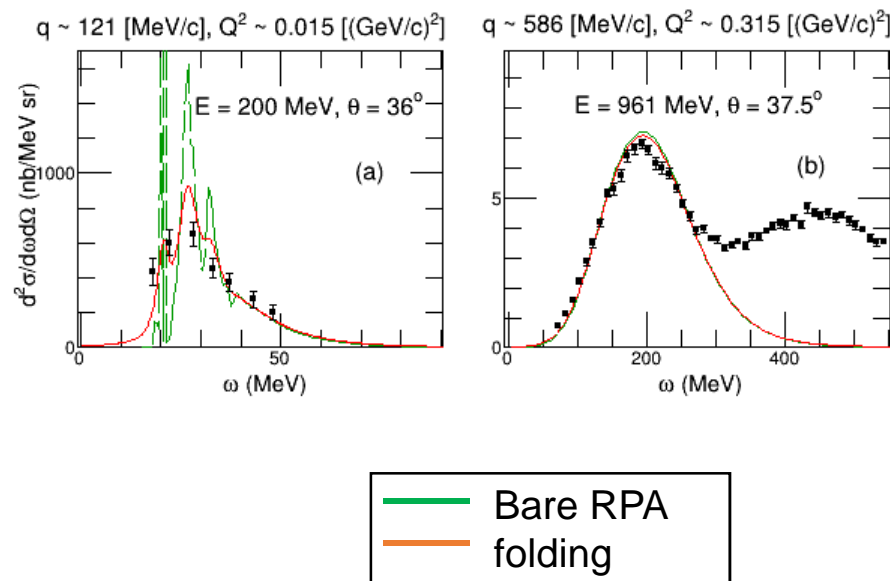 q ~ 121 [MeV/c], Q² ~ 0.015 [(GeV/c)²]
q ~ 586 [MeV/c], Q² ~ 0.315 [(GeV/c)²]
E = 200 MeV, θ = 36°
(a)
d²σ/dωdΩ (nb/MeV sr)
1000
0
0
50
ω (MeV)
E = 961 MeV, θ = 37.5°
(b)
5
0
0
200
400
ω (MeV)
Bare RPA
folding